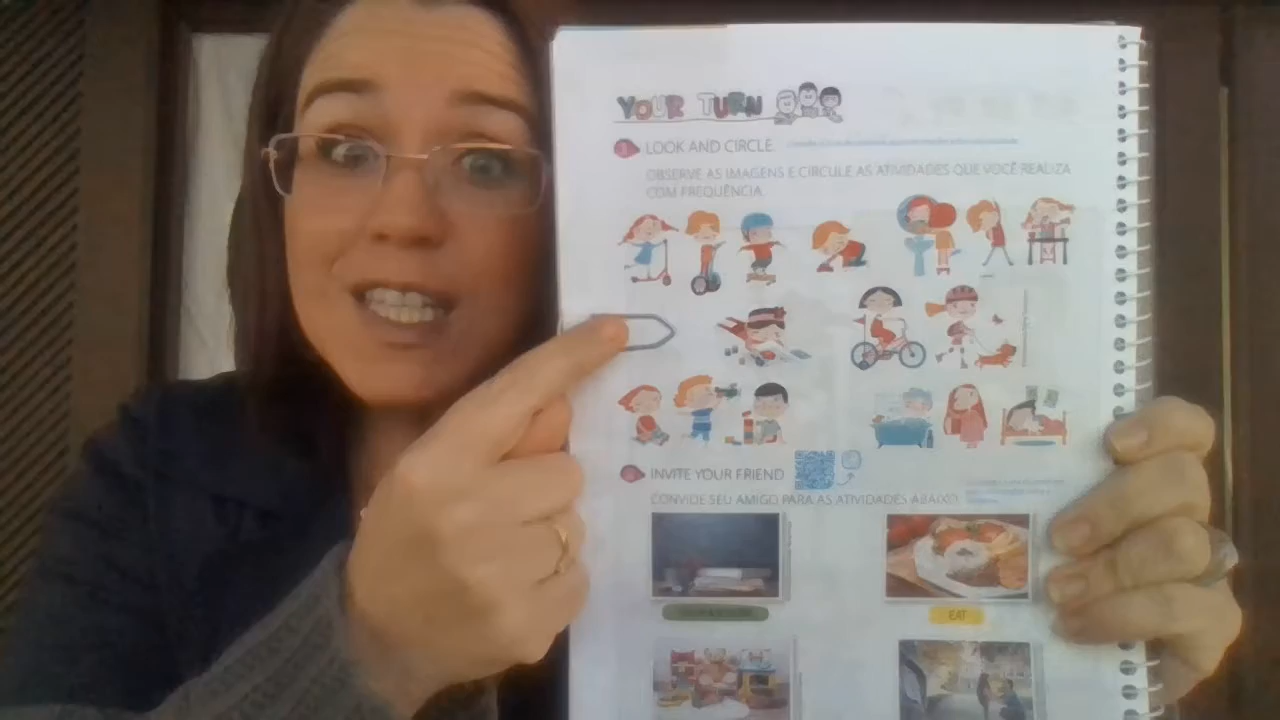 YOUR TURN
1 LOOK AND CIRCLE.
OBSERVE AS IMAGENS E CIRCULE AS ATIVIDADES QUE VOCÊ REALIZA
COM FREQUÊNCIA.
INVITE YOUR FRIEND
CONVIDE SEU AMIGO PARA AS ATIVIDADES ABAIXO.
EAT